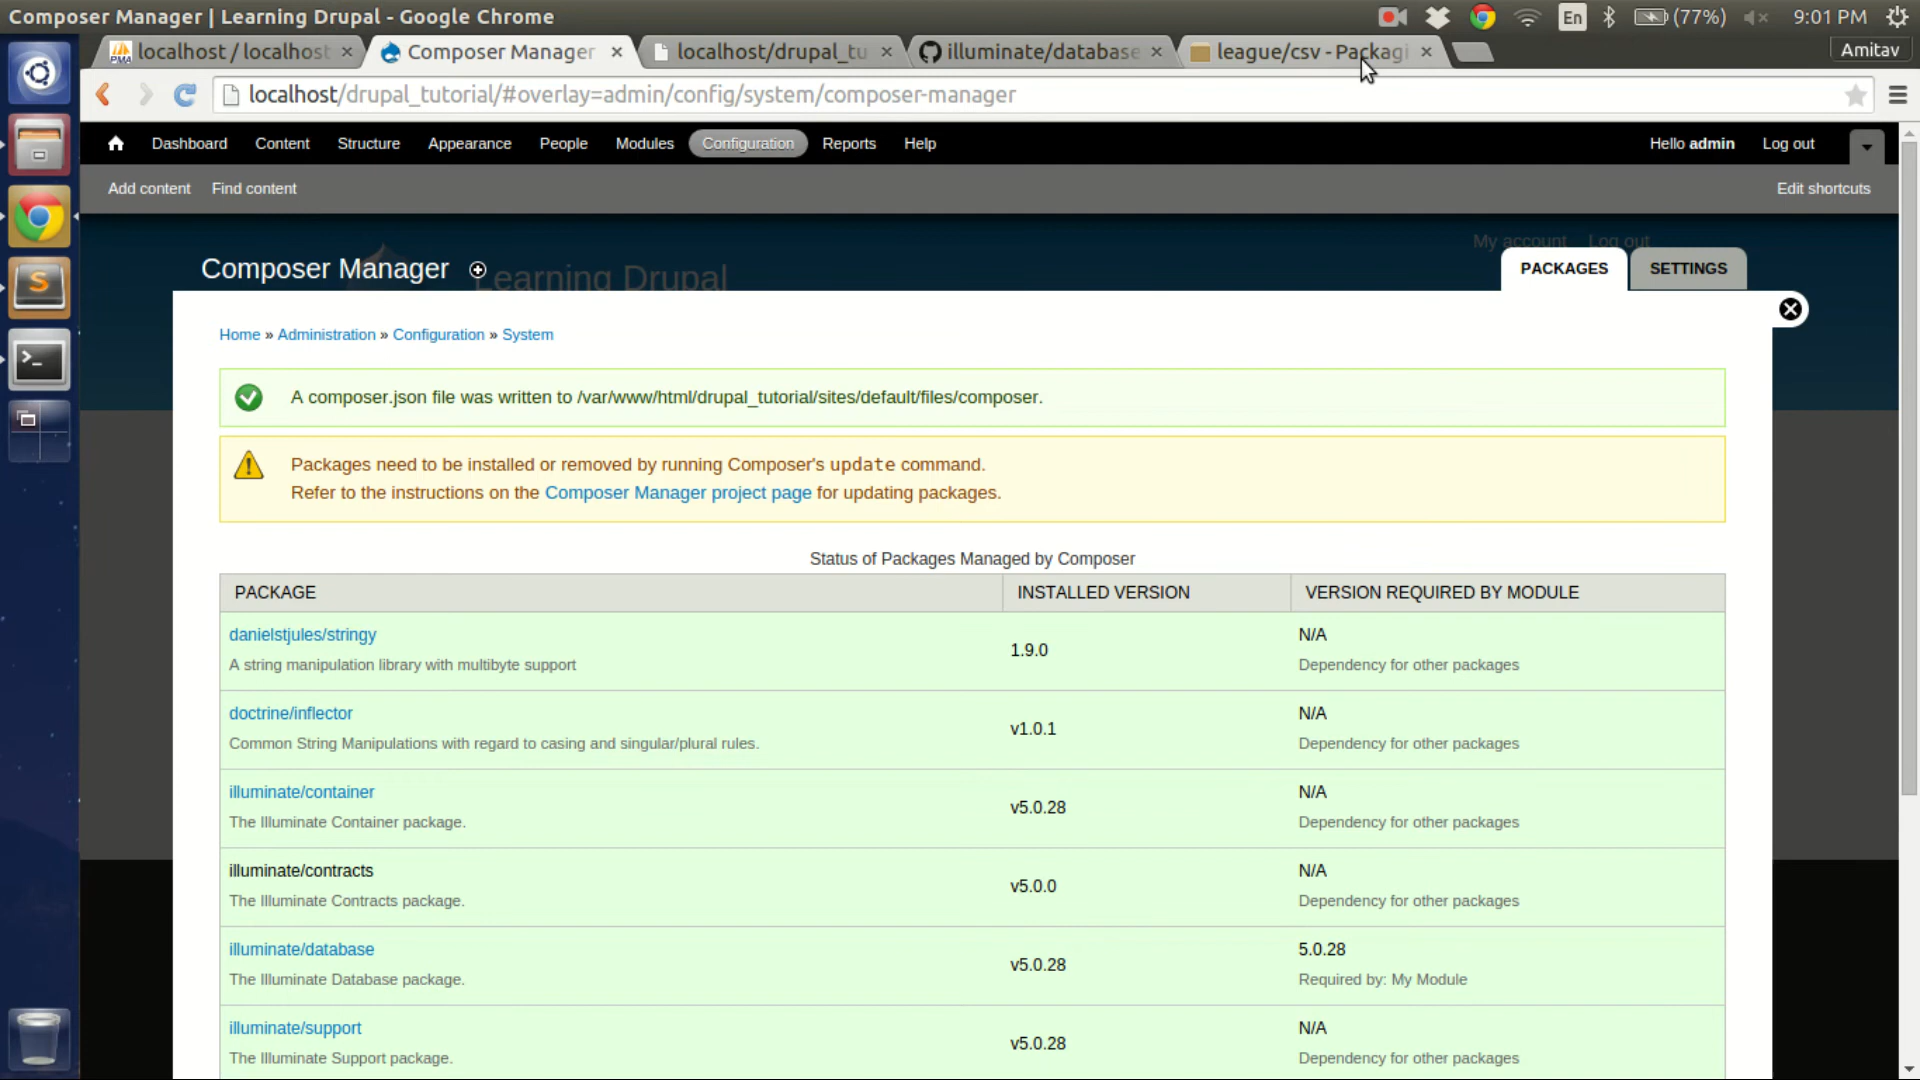 Composer Manager | Learning Drupal - Google Chrome
En
(77%)
9:01 PM
localhost / localhost
Composer Manager
localhost/drupal_tu
illuminate/database
league/csv - Packagi
Amitav
localhost/drupal_tutorial/#overlay=admin/config/system/composer-manager
Dashboard Content Structure Appearance People Modules Configuration Reports Help
Hello admin Log out
Add content Find content
Edit shortcuts
My account Log out
Composer Manager
Learning Drupal
PACKAGES SETTINGS
Home » Administration » Configuration » System
A composer.json file was written to /var/www/html/drupal_tutorial/sites/default/files/composer.
Packages need to be installed or removed by running Composer's update command.
Refer to the instructions on the Composer Manager project page for updating packages.
Status of Packages Managed by Composer
PACKAGE INSTALLED VERSION VERSION REQUIRED BY MODULE
danielstjules/stringy
A string manipulation library with multibyte support
1.9.0
N/A
Dependency for other packages
doctrine/inflector
Common String Manipulations with regard to casing and singular/plural rules.
v1.0.1
N/A
Dependency for other packages
illuminate/container
The Illuminate Container package.
v5.0.28
N/A
Dependency for other packages
illuminate/contracts
The Illuminate Contracts package.
v5.0.0
N/A
Dependency for other packages
illuminate/database
The Illuminate Database package.
v5.0.28
5.0.28
Required by: My Module
illuminate/support
The Illuminate Support package.
v5.0.28
N/A
Dependency for other packages